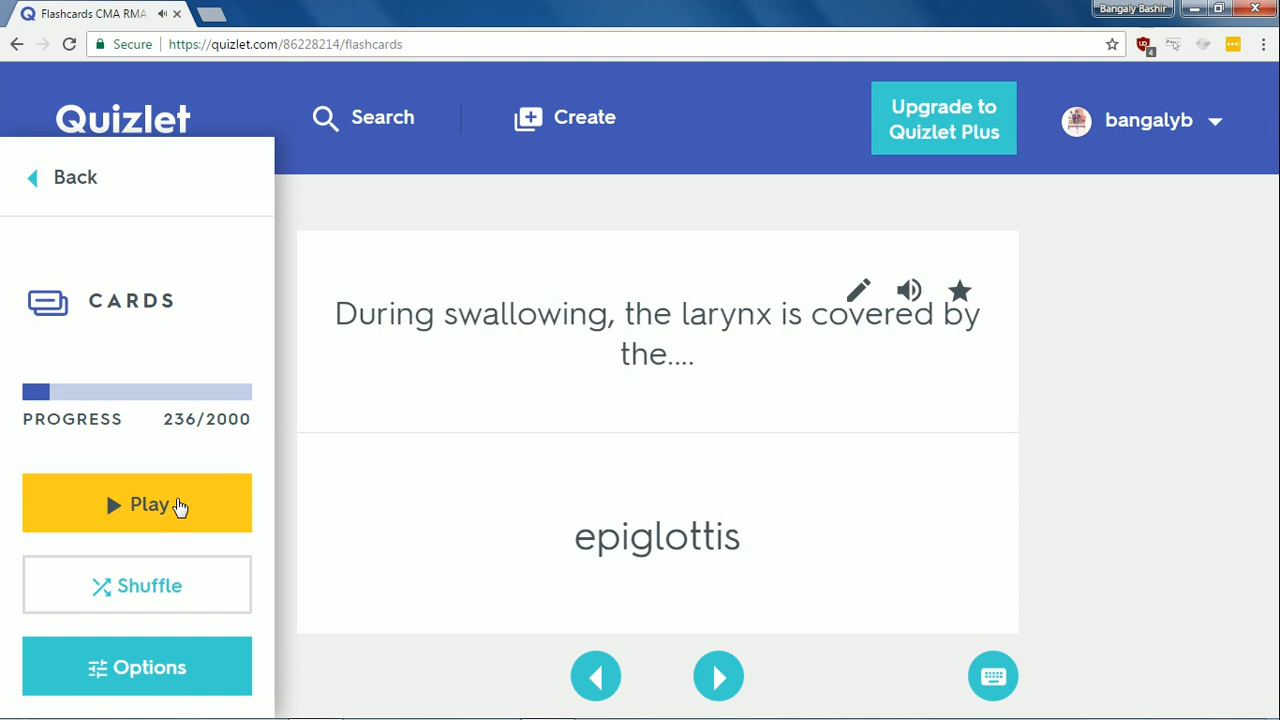 Flashcards CMA RMA
Bangaly Bashir
Secure
https://quizlet.com/86228214/flashcards
4
Quizlet
Search
Create
Upgrade to
Quizlet Plus
bangalyb
Back
CARDS
PROGRESS 236/2000
Play
Shuffle
Options
During swallowing, the larynx is covered by
the....
epiglottis